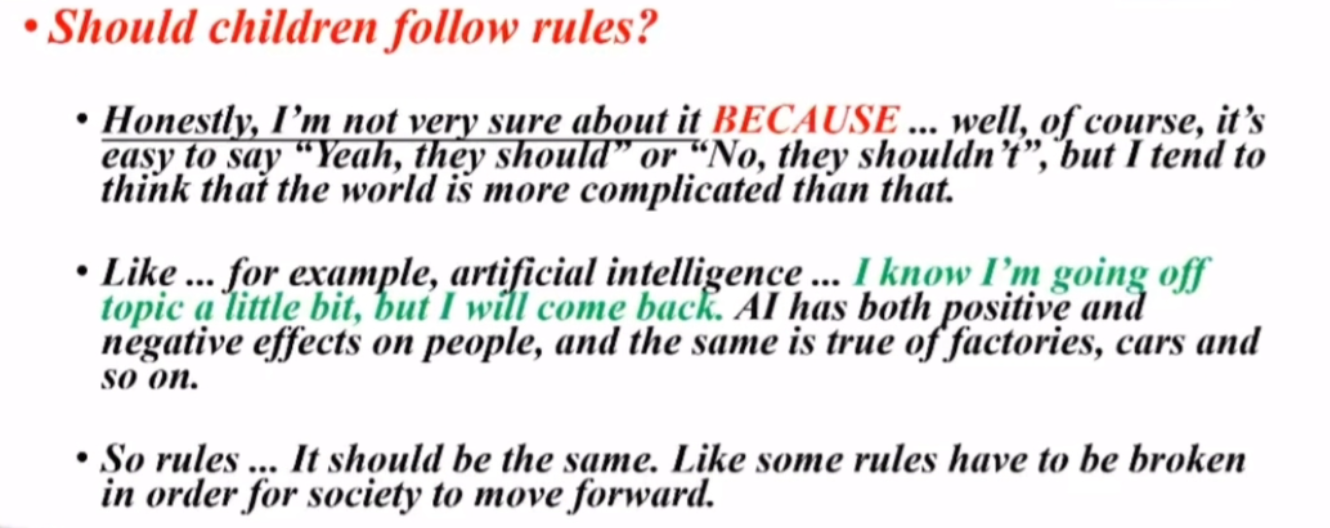 • Should children follow rules?
• Honestly, I’m not very sure about it BECAUSE ... well, of course, it’s
easy to say “Yeah, they should” or “No, they shouldn’t”, but I tend to
think that the world is more complicated than that.
• Like ... for example, artificial intelligence ... I know I’m going off
topic a little bit, but I will come back. AI has both positive and
negative effects on people, and the same is true of factories, cars and
so on.
• So rules ... It should be the same. Like some rules have to be broken
in order for society to move forward.